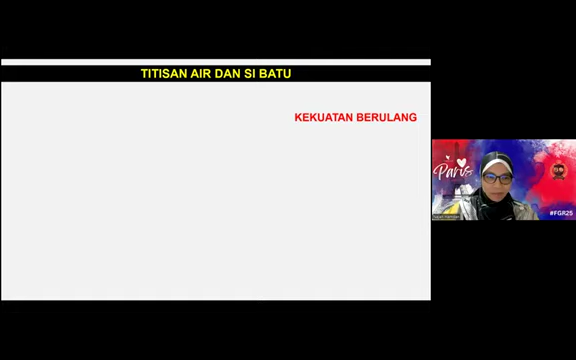 TITISAN AIR DAN SI BATU
KEKUATAN BERULANG
Paris
#FGR25